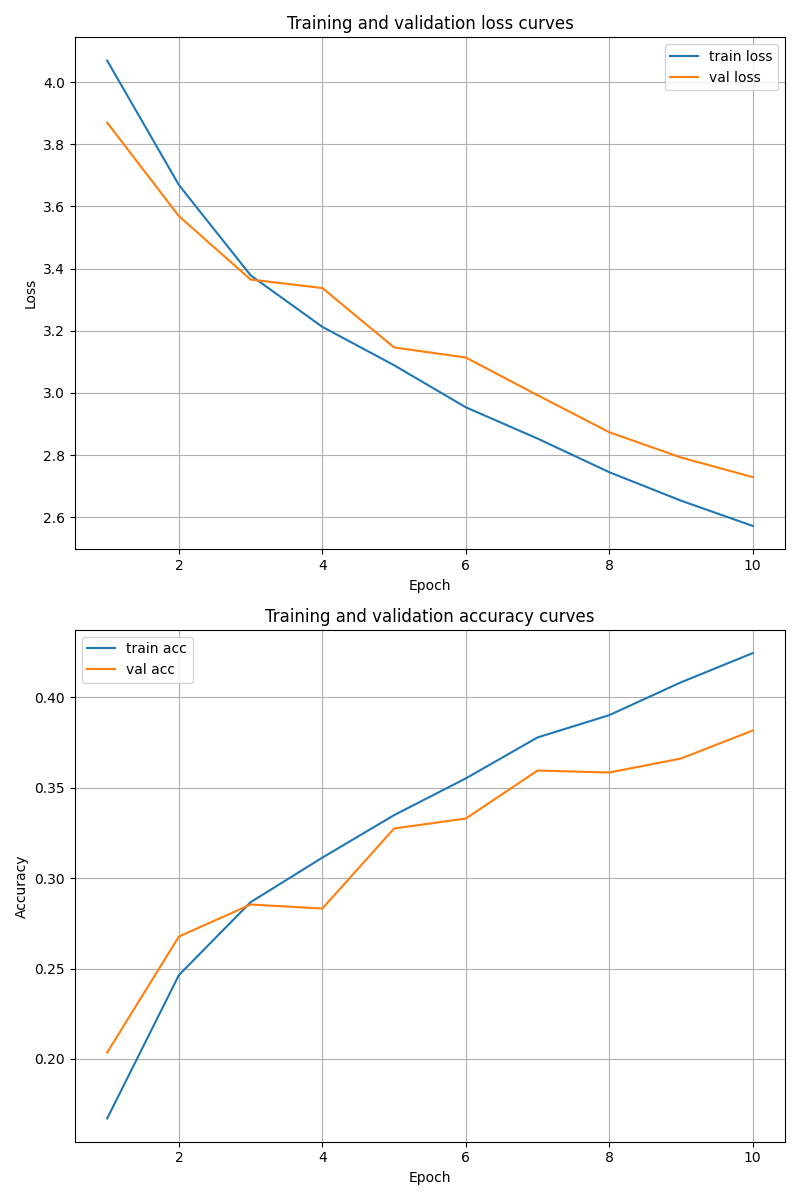 Training and validation loss curves
train loss
val loss
4.0
3.8
3.6
3.4
3.2
3.0
2.8
2.6
Loss
2 4 6 8 10
Epoch
Training and validation accuracy curves
train acc
val acc
0.40
0.35
0.30
0.25
0.20
Accuracy
2 4 6 8 10
Epoch